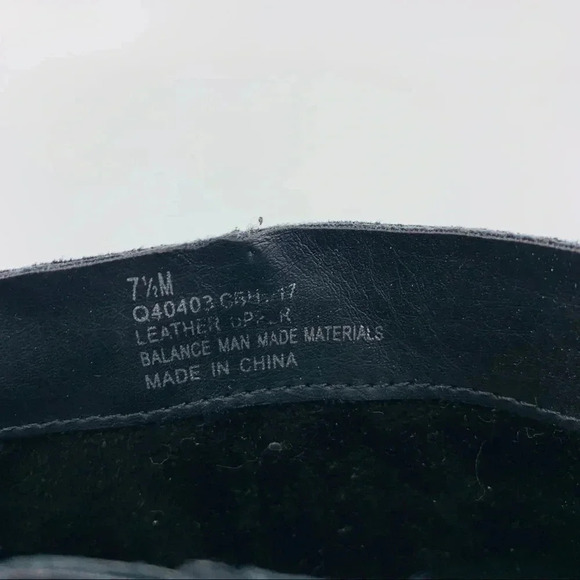 7½M
Q40403
LEATHER UPPER
BALANCE MAN MADE MATERIALS
MADE IN CHINA